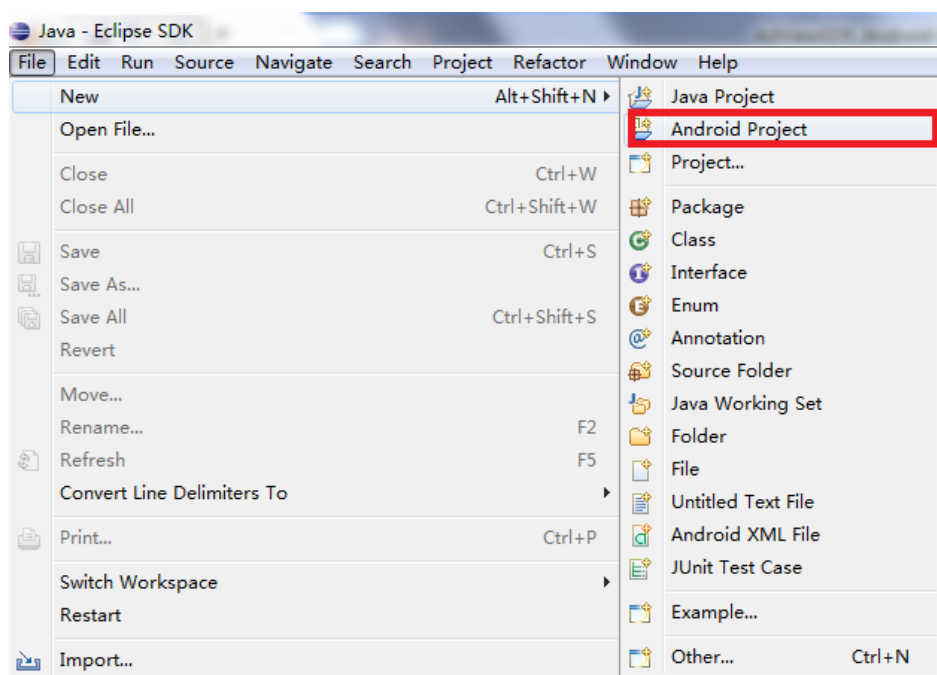 Java - Eclipse SDK
File Edit Run Source Navigate Search Project Refactor Window Help
New Alt+Shift+N
Open File...
Close Ctrl+W
Close All Ctrl+Shift+W
Save Ctrl+S
Save As...
Save All Ctrl+Shift+S
Revert
Move...
Rename... F2
Refresh F5
Convert Line Delimiters To
Print... Ctrl+P
Switch Workspace
Restart
Import...
Java Project
Android Project
Project...
Package
Class
Interface
Enum
Annotation
Source Folder
Java Working Set
Folder
File
Untitled Text File
Android XML File
JUnit Test Case
Example...
Other... Ctrl+N